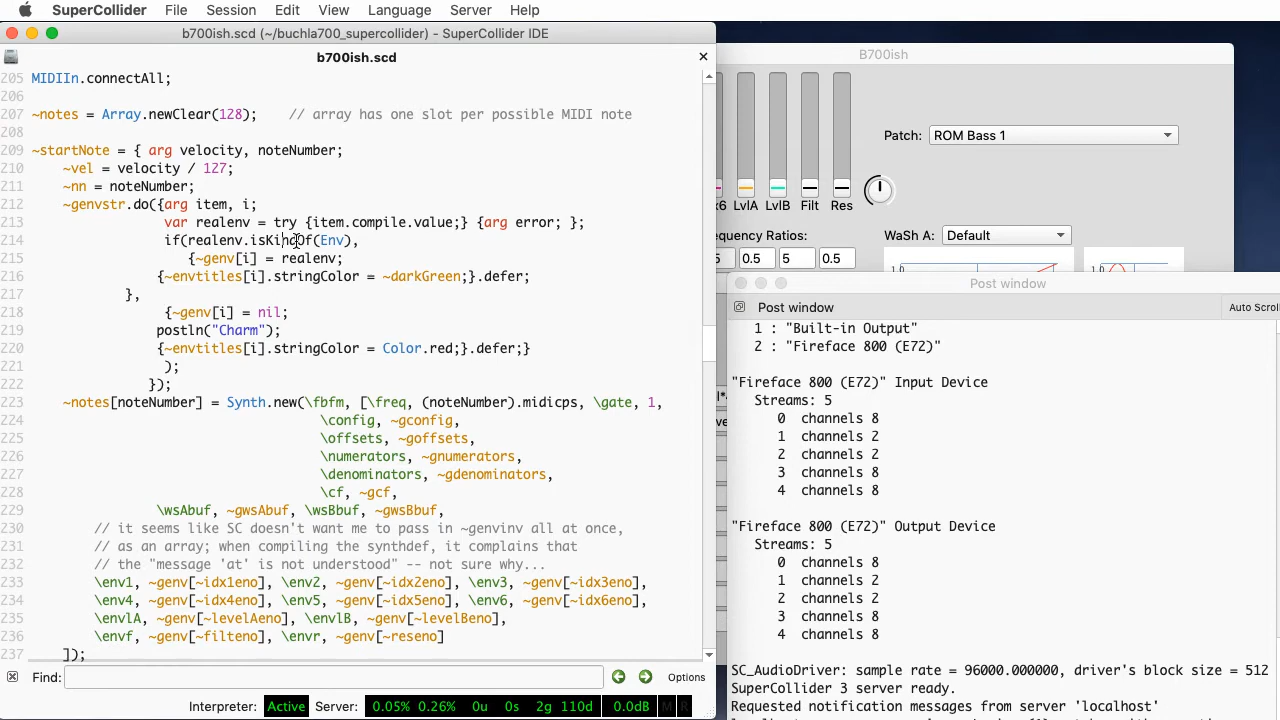 SuperCollider File Session Edit View Language Server Help
b700ish.scd (~/buchla700_supercollider) - SuperCollider IDE
b700ish.scd
205 MIDIIn.connectAll;
206
207 ~notes = Array.newClear(128);    // array has one slot per possible MIDI note
208
209 ~startNote = { arg velocity, noteNumber;
210 ~vel = velocity / 127;
211 ~nn = noteNumber;
212 ~genvstr.do({arg item, i;
213 var realenv = try {item.compile.value;} {arg error; };
214 if(realenv.isKindOf(Env),
215 {~genv[i] = realenv;
216 {~envtitles[i].stringColor = ~darkGreen;}.defer;
217 },
218 {~genv[i] = nil;
219 postln("Charm");
220 {~envtitles[i].stringColor = Color.red;}.defer;}
221 );
222 });
223 ~notes[noteNumber] = Synth.new(\fbfm, [\freq, (noteNumber).midicps, \gate, 1,
224 \config, ~gconfig,
225 \offsets, ~goffsets,
226 \numerators, ~gnumerators,
227 \denominators, ~gdenominators,
228 \cf, ~gcf,
229 \wsAbuf, ~gwsAbuf, \wsBbuf, ~gwsBbuf,
230 // it seems like SC doesn't want me to pass in ~genvinv all at once,
231 // as an array; when compiling the synthdef, it complains that
232 // the "message 'at' is not understood" -- not sure why...
233 \env1, ~genv[~idx1eno], \env2, ~genv[~idx2eno], \env3, ~genv[~idx3eno],
234 \env4, ~genv[~idx4eno], \env5, ~genv[~idx5eno], \env6, ~genv[~idx6eno],
235 \envlA, ~genv[~levelAeno], \envlB, ~genv[~levelBeno],
236 \envf, ~genv[~filteno], \envr, ~genv[~reseno]
237 ]);
Find:
Options
Interpreter: Active Server: 0.05% 0.26% 0u 0s 2g 110d 0.0dB M R
B700ish
Patch: ROM Bass 1
x6 LvlA LvlB Filt Res
equency Ratios: WaSh A: Default
5 0.5 5 0.5
1.0 1.0
Post window
Post window Auto Scrol
1 : "Built-in Output"
2 : "Fireface 800 (E72)"
"Fireface 800 (E72)" Input Device
Streams: 5
0 channels 8
1 channels 2
2 channels 2
3 channels 8
4 channels 8
"Fireface 800 (E72)" Output Device
Streams: 5
0 channels 8
1 channels 2
2 channels 2
3 channels 8
4 channels 8
SC_AudioDriver: sample rate = 96000.000000, driver's block size = 512
SuperCollider 3 server ready.
Requested notification messages from server 'localhost'